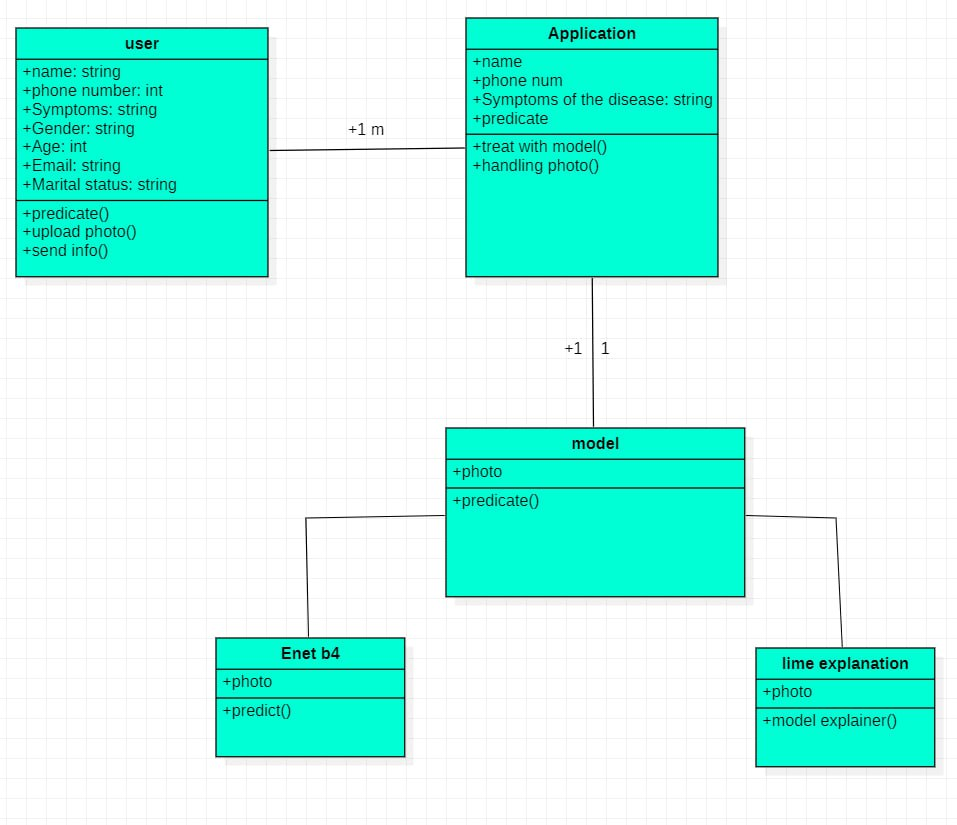 user
+name: string
+phone number: int
+Symptoms: string
+Gender: string
+Age: int
+Email: string
+Marital status: string
+predicate()
+upload photo()
+send info()
+1 m
Application
+name
+phone num
+Symptoms of the disease: string
+predicate
+treat with model()
+handling photo()
+1 1
model
+photo
+predicate()
Enet b4
+photo
+predict()
lime explanation
+photo
+model explainer()